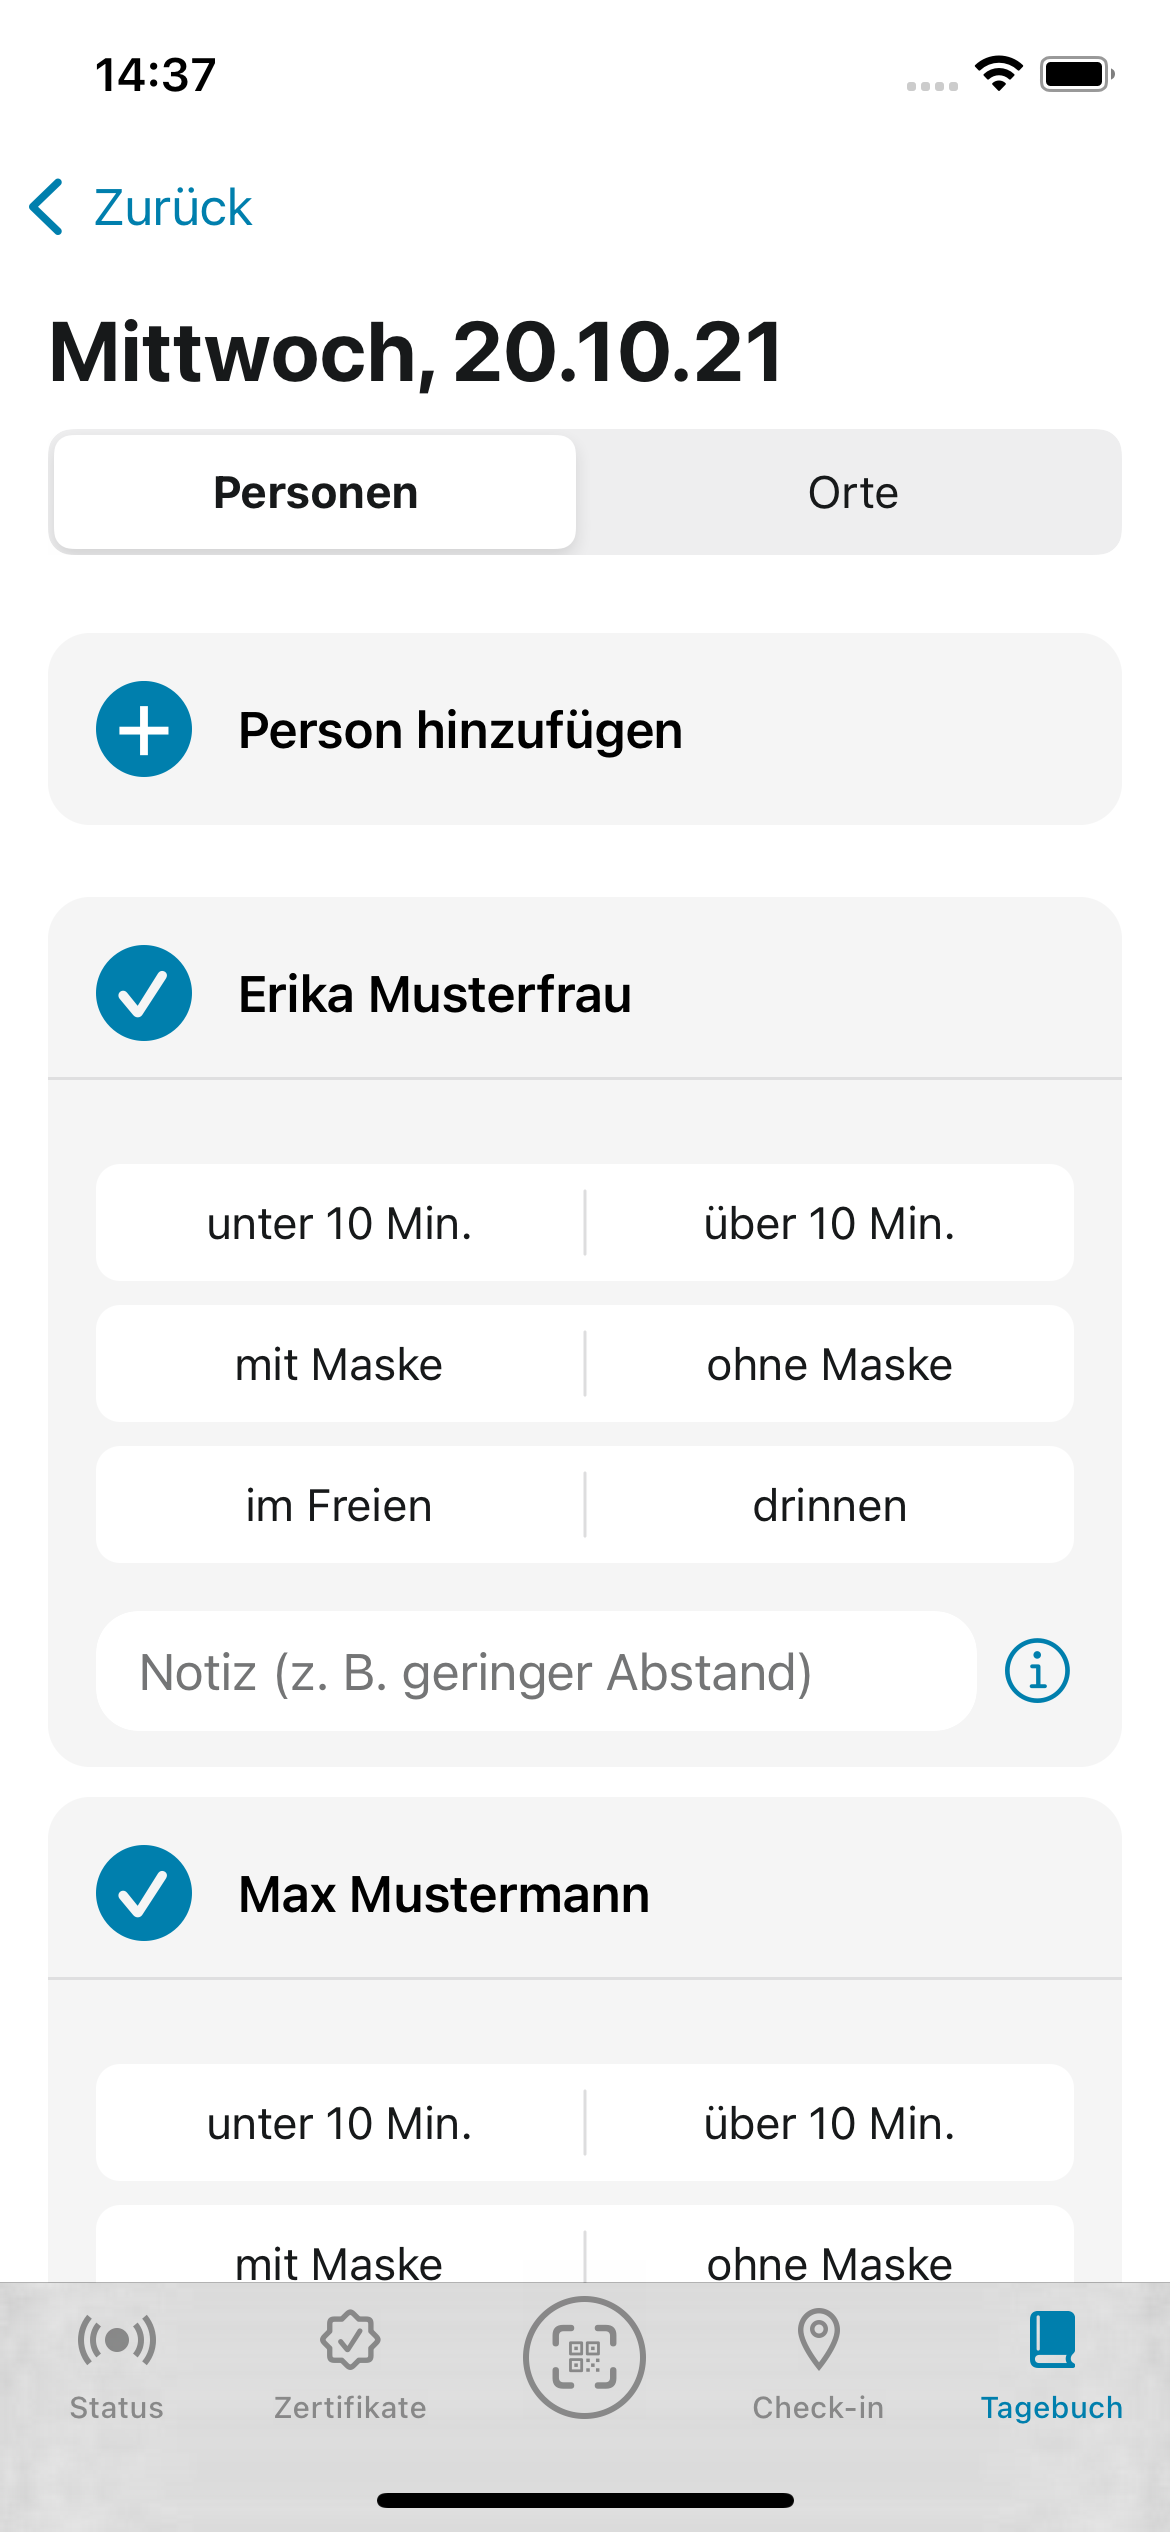 14:37
Zurück
Mittwoch, 20.10.21
Personen Orte
Person hinzufügen
Erika Musterfrau
unter 10 Min. über 10 Min.
mit Maske ohne Maske
im Freien drinnen
Notiz (z. B. geringer Abstand)
Max Mustermann
unter 10 Min. über 10 Min.
mit Maske ohne Maske
Status Zertifikate Check-in Tagebuch